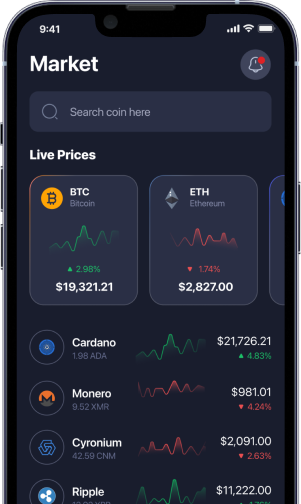 9:41
Market
Search coin here
Live Prices
BTC
Bitcoin
▲ 2.98%
$19,321.21
ETH
Ethereum
▼ 1.74%
$2,827.00
Cardano
1.98 ADA
$21,726.21
▲ 4.83%
Monero
9.52 XMR
$981.01
▼ 4.24%
Cyronium
42.59 CNM
$2,091.00
▼ 2.63%
Ripple
$11,222.00